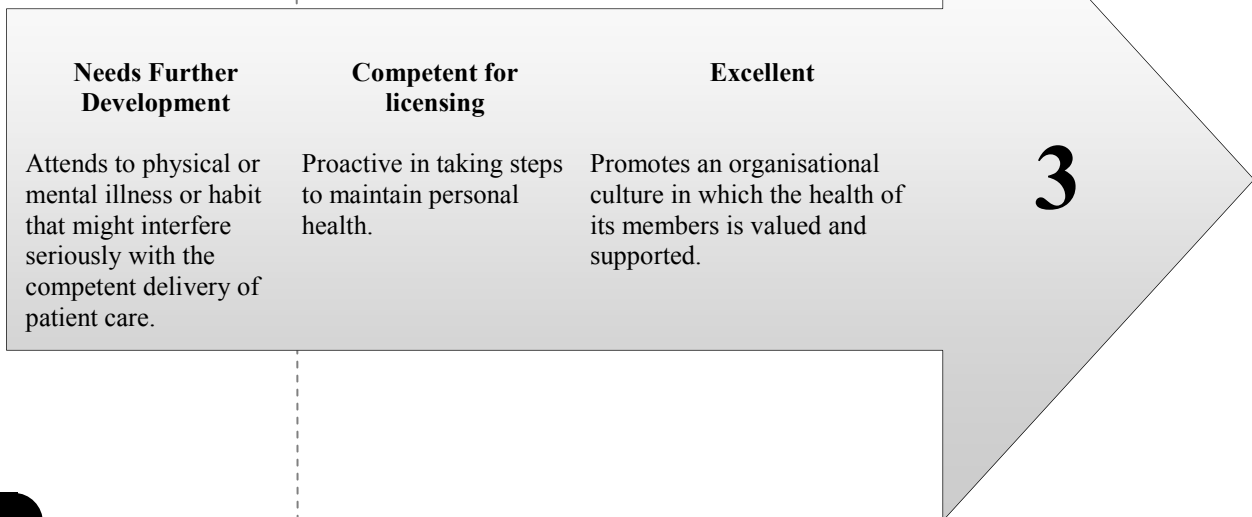 Needs Further
Development
Attends to physical or
mental illness or habit
that might interfere
seriously with the
competent delivery of
patient care.
Competent for
licensing
Proactive in taking steps
to maintain personal
health.
Excellent
Promotes an organisational
culture in which the health of
its members is valued and
supported.
3